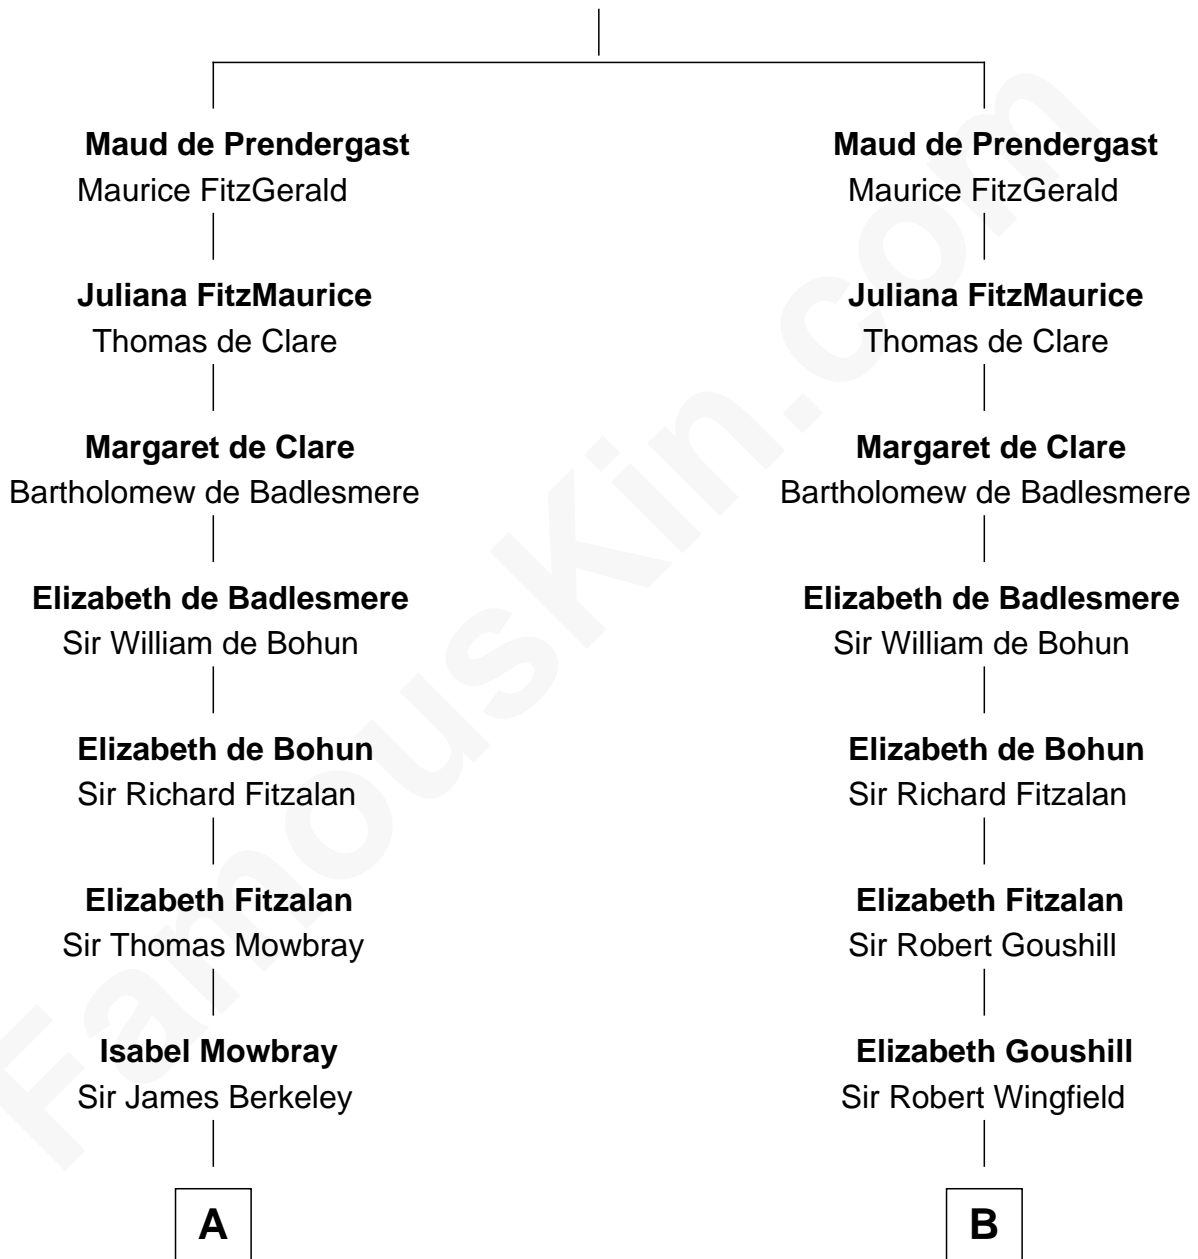 Maud de Prendergast
Maurice FitzGerald
Juliana FitzMaurice
Thomas de Clare
Margaret de Clare
Bartholomew de Badlesmere
Elizabeth de Badlesmere
Sir William de Bohun
Elizabeth de Bohun
Sir Richard Fitzalan
Elizabeth Fitzalan
Sir Thomas Mowbray
Isabel Mowbray
Sir James Berkeley
A
Maud de Prendergast
Maurice FitzGerald
Juliana FitzMaurice
Thomas de Clare
Margaret de Clare
Bartholomew de Badlesmere
Elizabeth de Badlesmere
Sir William de Bohun
Elizabeth de Bohun
Sir Richard Fitzalan
Elizabeth Fitzalan
Sir Robert Goushill
Elizabeth Goushill
Sir Robert Wingfield
B
FamousKin.com